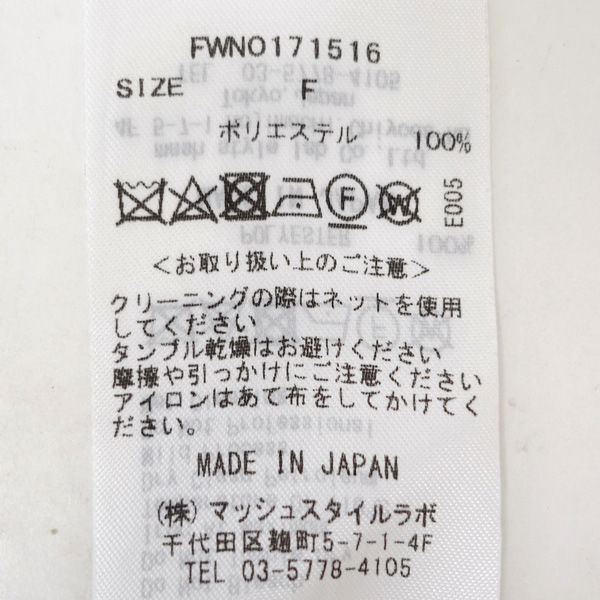 FWNO171516
SIZE F
ポリエステル 100%
F W
E005
<お取り扱い上のご注意>
クリーニングの際はネットを使用
してください
タンブル乾燥はお避けください
摩擦や引っかけにご注意ください
アイロンはあて布をしてかけてく
ださい。
MADE IN JAPAN
(株)マッシュスタイルラボ
千代田区麹町5-7-1-4F
TEL 03-5778-4105